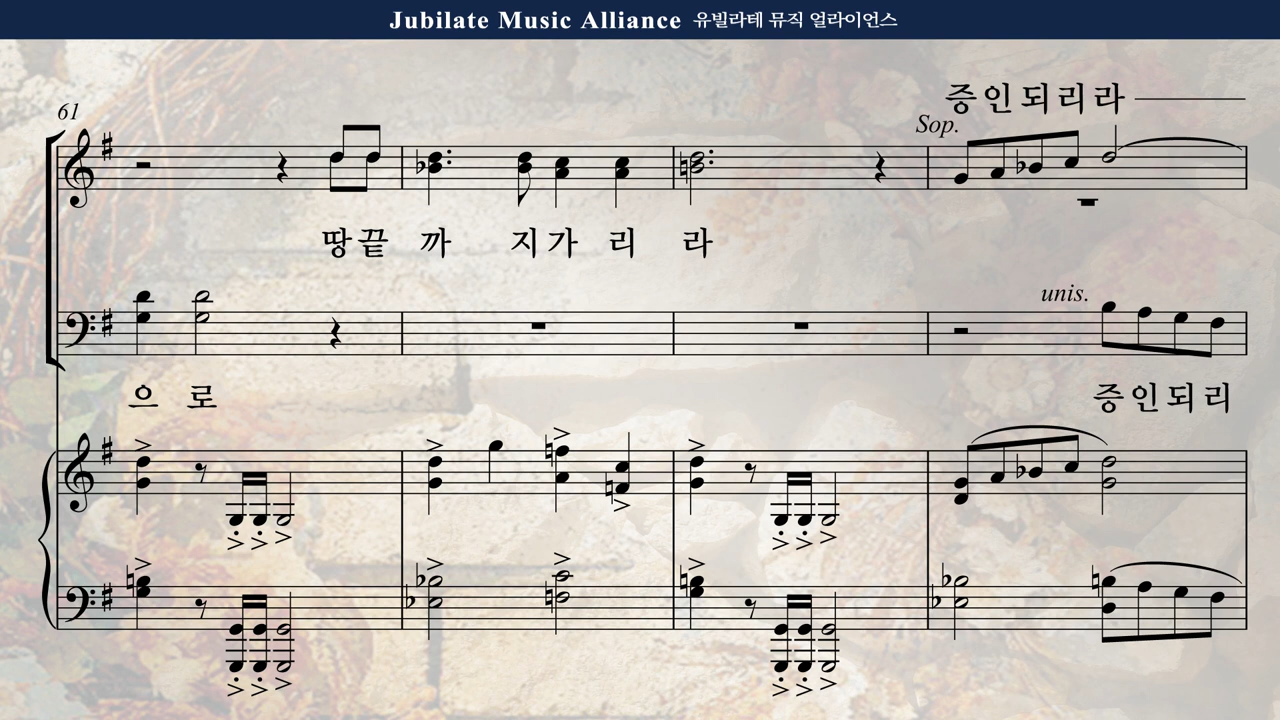 Jubilate Music Alliance 유빌라테 뮤직 얼라이언스
61
증인되리라
Sop.
땅끝 까 지가 리 라
unis.
으 로
증인되리